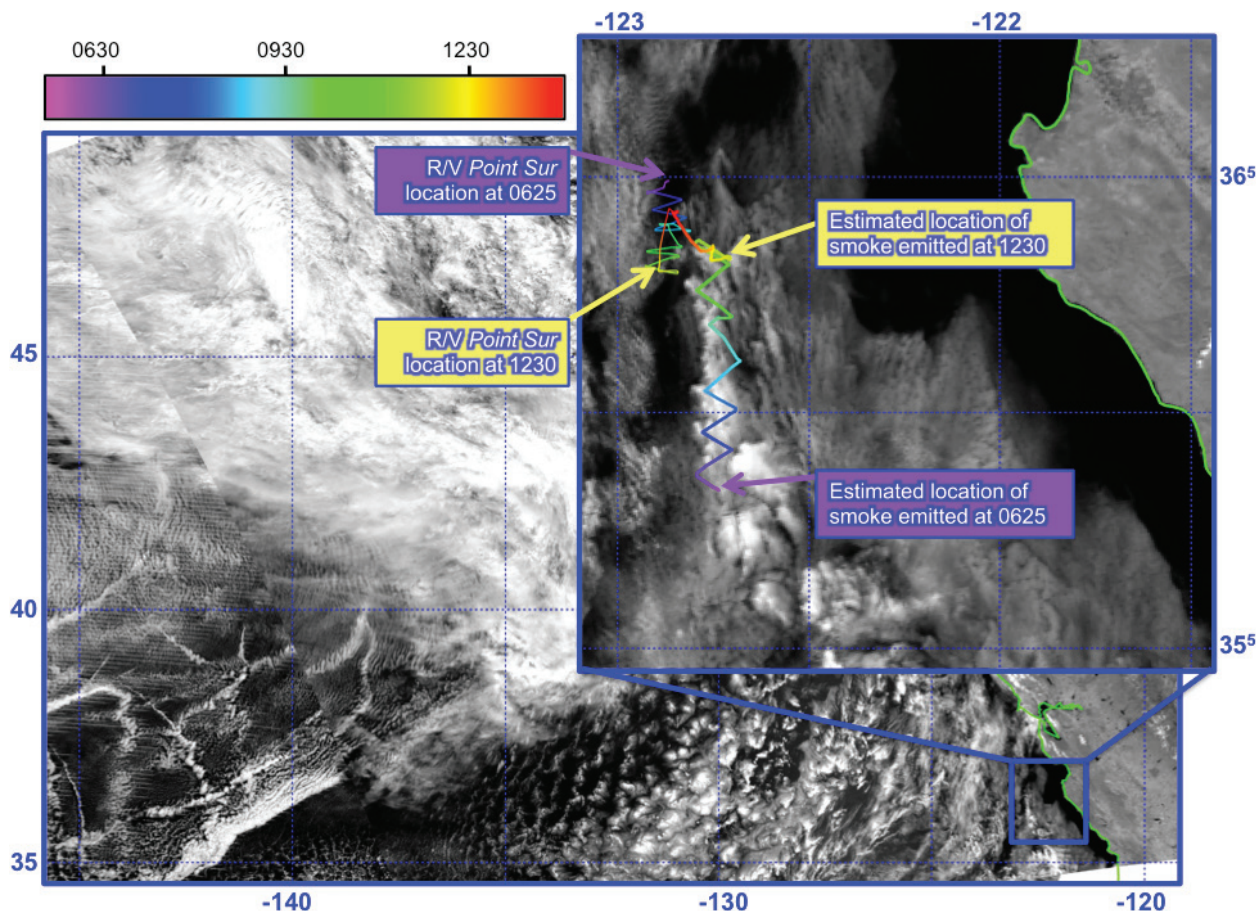 -123
-122
0630
0930
1230
R/V Point Sur
location at 0625
36⁵
Estimated location of
smoke emitted at 1230
R/V Point Sur
location at 1230
45
Estimated location of
smoke emitted at 0625
40
35⁵
35
-140
-130
-120